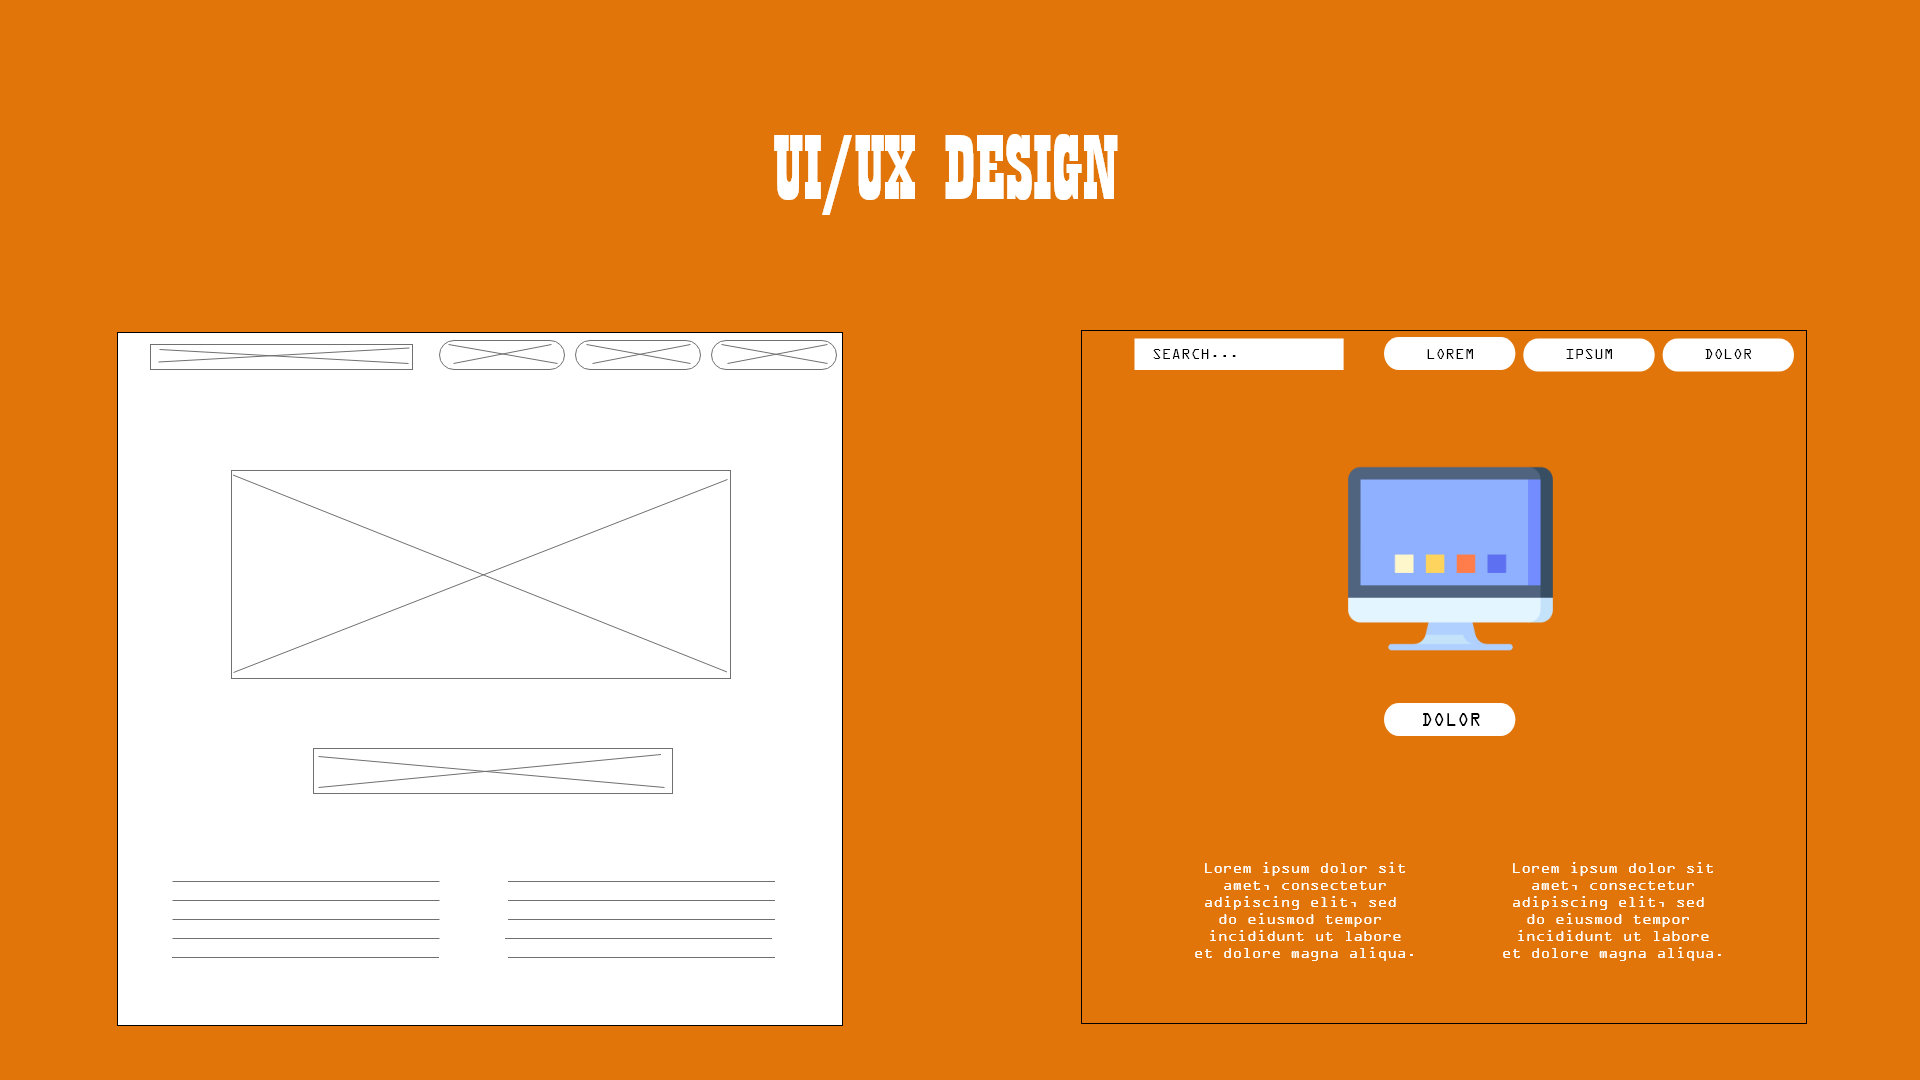 UI/UX DESIGN
SEARCH...
LOREM
IPSUM
DOLOR
DOLOR
Lorem ipsum dolor sit
amet, consectetur
adipiscing elit, sed
do eiusmod tempor
incididunt ut labore
et dolore magna aliqua.
Lorem ipsum dolor sit
amet, consectetur
adipiscing elit, sed
do eiusmod tempor
incididunt ut labore
et dolore magna aliqua.